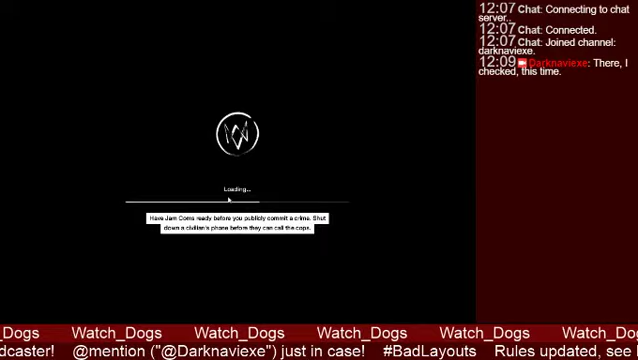 12:07 Chat: Connecting to chat
server..
12:07 Chat: Connected.
12:07 Chat: Joined channel:
darknaviexe.
12:09 Darknaviexe: There, I
checked, this time.
Loading...
Have Jam Coms ready before you publicly commit a crime. Shut
down a civilian's phone before they can call the cops.
_Dogs Watch_Dogs Watch_Dogs Watch_Dogs Watch_Dogs Watch_Do
dcaster! @mention ("@Darknaviexe") just in case! #BadLayouts Rules updated, see